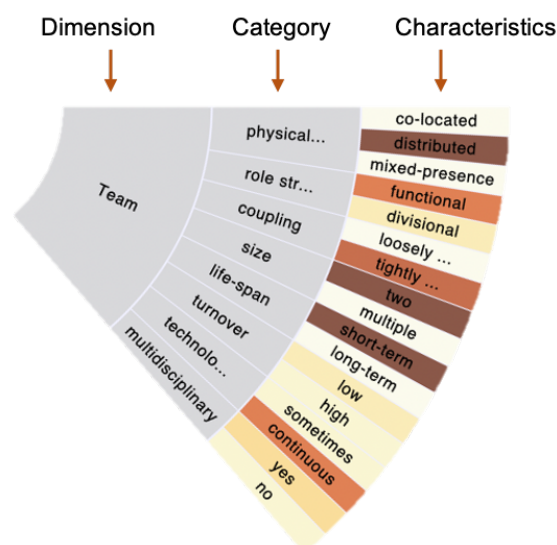 Dimension
Category
Characteristics
Team
physical...
role str...
coupling
size
life-span
turnover
technolo...
multidisciplinary
co-located
distributed
mixed-presence
functional
divisional
loosely ...
tightly ...
two
multiple
short-term
long-term
low
high
sometimes
continuous
yes
no